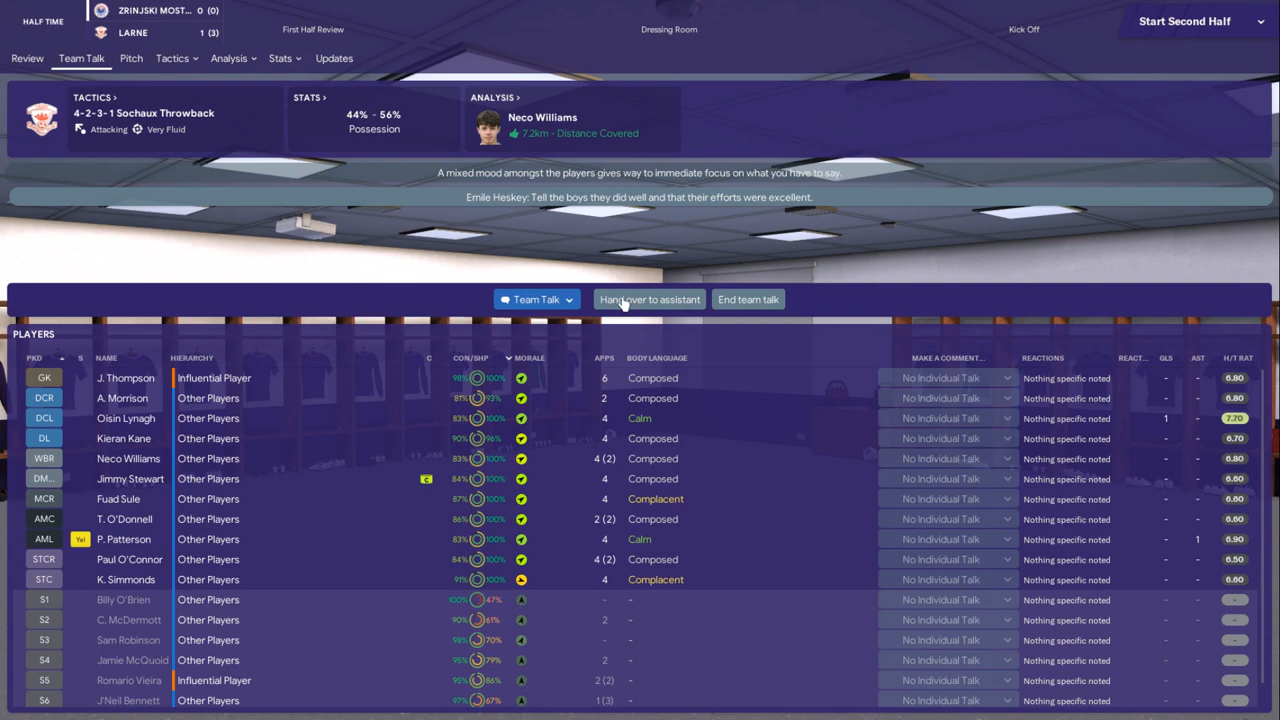 HALF TIME
ZRINJSKI MOST... 0 (0)
LARNE 1 (3)
First Half Review
Dressing Room
Kick Off
Start Second Half
Review Team Talk Pitch Tactics Analysis Stats Updates
TACTICS >
4-2-3-1 Sochaux Throwback
Attacking Very Fluid
STATS >
44% - 56%
Possession
ANALYSIS >
Neco Williams
7.2km - Distance Covered
A mixed mood amongst the players gives way to immediate focus on what you have to say.
Emile Heskey: Tell the boys they did well and that their efforts were excellent.
Team Talk Hand over to assistant End team talk
PLAYERS
PKD S NAME HIERARCHY C CON/SHP MORALE APPS BODY LANGUAGE MAKE A COMMENT... REACTIONS REACT... GLS AST H/T RAT
GK J. Thompson Influential Player 98% 100% 6 Composed No Individual Talk Nothing specific noted - - 6.80
DCR A. Morrison Other Players 81% 93% 2 Composed No Individual Talk Nothing specific noted - - 6.80
DCL Oisin Lynagh Other Players 83% 100% 4 Calm No Individual Talk Nothing specific noted 1 - 7.70
DL Kieran Kane Other Players 90% 96% 4 Composed No Individual Talk Nothing specific noted - - 6.70
WBR Neco Williams Other Players 83% 100% 4 (2) Composed No Individual Talk Nothing specific noted - - 6.80
DM... Jimmy Stewart Other Players C 84% 100% 4 Composed No Individual Talk Nothing specific noted - - 6.60
MCR Fuad Sule Other Players 87% 100% 4 Complacent No Individual Talk Nothing specific noted - - 6.60
AMC T. O'Donnell Other Players 86% 100% 2 (2) Composed No Individual Talk Nothing specific noted - - 6.60
AML Yel P. Patterson Other Players 83% 100% 4 Calm No Individual Talk Nothing specific noted - 1 6.90
STCR Paul O'Connor Other Players 84% 100% 4 (2) Composed No Individual Talk Nothing specific noted - - 6.50
STC K. Simmonds Other Players 91% 100% 4 Complacent No Individual Talk Nothing specific noted - - 6.60
S1 Billy O'Brien Other Players 100% 47% - - No Individual Talk Nothing specific noted - - -
S2 C. McDermott Other Players 90% 61% 2 - No Individual Talk Nothing specific noted - - -
S3 Sam Robinson Other Players 98% 70% - - No Individual Talk Nothing specific noted - - -
S4 Jamie McQuoid Other Players 95% 79% 2 - No Individual Talk Nothing specific noted - - -
S5 Romario Vieira Influential Player 95% 86% 2 (2) - No Individual Talk Nothing specific noted - - -
S6 J'Neil Bennett Other Players 97% 67% 1 (3) - No Individual Talk Nothing specific noted - - -